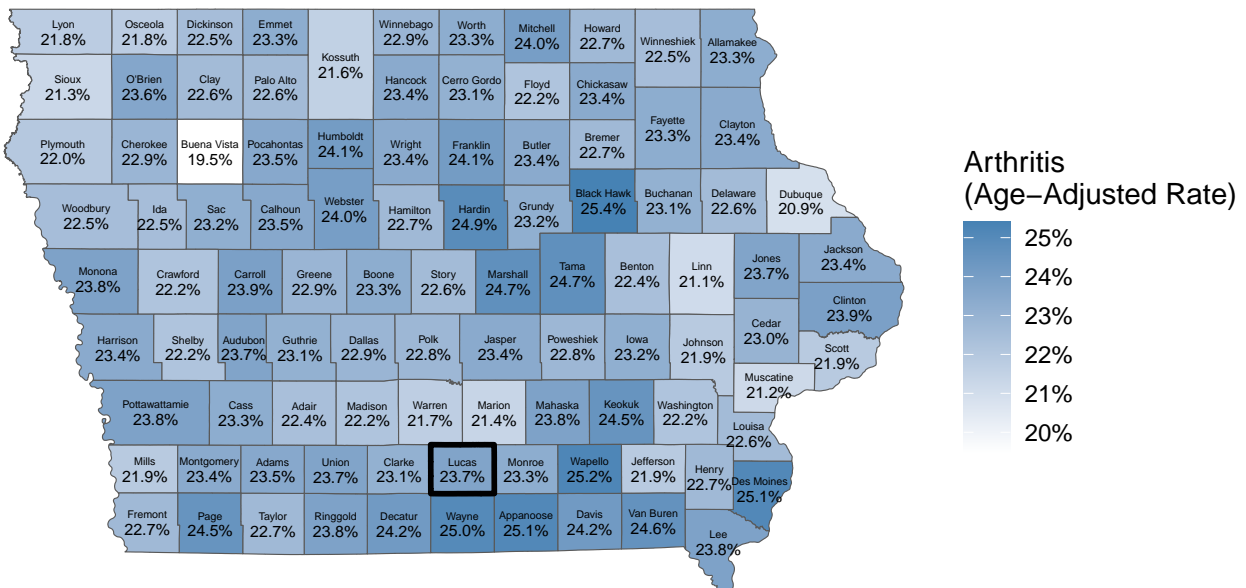 Lyon
21.8%
Osceola
21.8%
Dickinson
22.5%
Emmet
23.3%
Kossuth
21.6%
Winnebago
22.9%
Worth
23.3%
Mitchell
24.0%
Howard
22.7%
Winneshiek
22.5%
Allamakee
23.3%
Sioux
21.3%
O'Brien
23.6%
Clay
22.6%
Palo Alto
22.6%
Hancock
23.4%
Cerro Gordo
23.1%
Floyd
22.2%
Chickasaw
23.4%
Fayette
23.3%
Clayton
23.4%
Plymouth
22.0%
Cherokee
22.9%
Buena Vista
19.5%
Pocahontas
23.5%
Humboldt
24.1%
Wright
23.4%
Franklin
24.1%
Butler
23.4%
Bremer
22.7%
Woodbury
22.5%
Ida
22.5%
Sac
23.2%
Calhoun
23.5%
Webster
24.0%
Hamilton
22.7%
Hardin
24.9%
Grundy
23.2%
Black Hawk
25.4%
Buchanan
23.1%
Delaware
22.6%
Dubuque
20.9%
Monona
23.8%
Crawford
22.2%
Carroll
23.9%
Greene
22.9%
Boone
23.3%
Story
22.6%
Marshall
24.7%
Tama
24.7%
Benton
22.4%
Linn
21.1%
Jones
23.7%
Jackson
23.4%
Clinton
23.9%
Harrison
23.4%
Shelby
22.2%
Audubon
23.7%
Guthrie
23.1%
Dallas
22.9%
Polk
22.8%
Jasper
23.4%
Poweshiek
22.8%
Iowa
23.2%
Johnson
21.9%
Cedar
23.0%
Scott
21.9%
Muscatine
21.2%
Pottawattamie
23.8%
Cass
23.3%
Adair
22.4%
Madison
22.2%
Warren
21.7%
Marion
21.4%
Mahaska
23.8%
Keokuk
24.5%
Washington
22.2%
Louisa
22.6%
Mills
21.9%
Montgomery
23.4%
Adams
23.5%
Union
23.7%
Clarke
23.1%
Lucas
23.7%
Monroe
23.3%
Wapello
25.2%
Jefferson
21.9%
Henry
22.7%
Des Moines
25.1%
Fremont
22.7%
Page
24.5%
Taylor
22.7%
Ringgold
23.8%
Decatur
24.2%
Wayne
25.0%
Appanoose
25.1%
Davis
24.2%
Van Buren
24.6%
Lee
23.8%
Arthritis
(Age−Adjusted Rate)
25%
24%
23%
22%
21%
20%